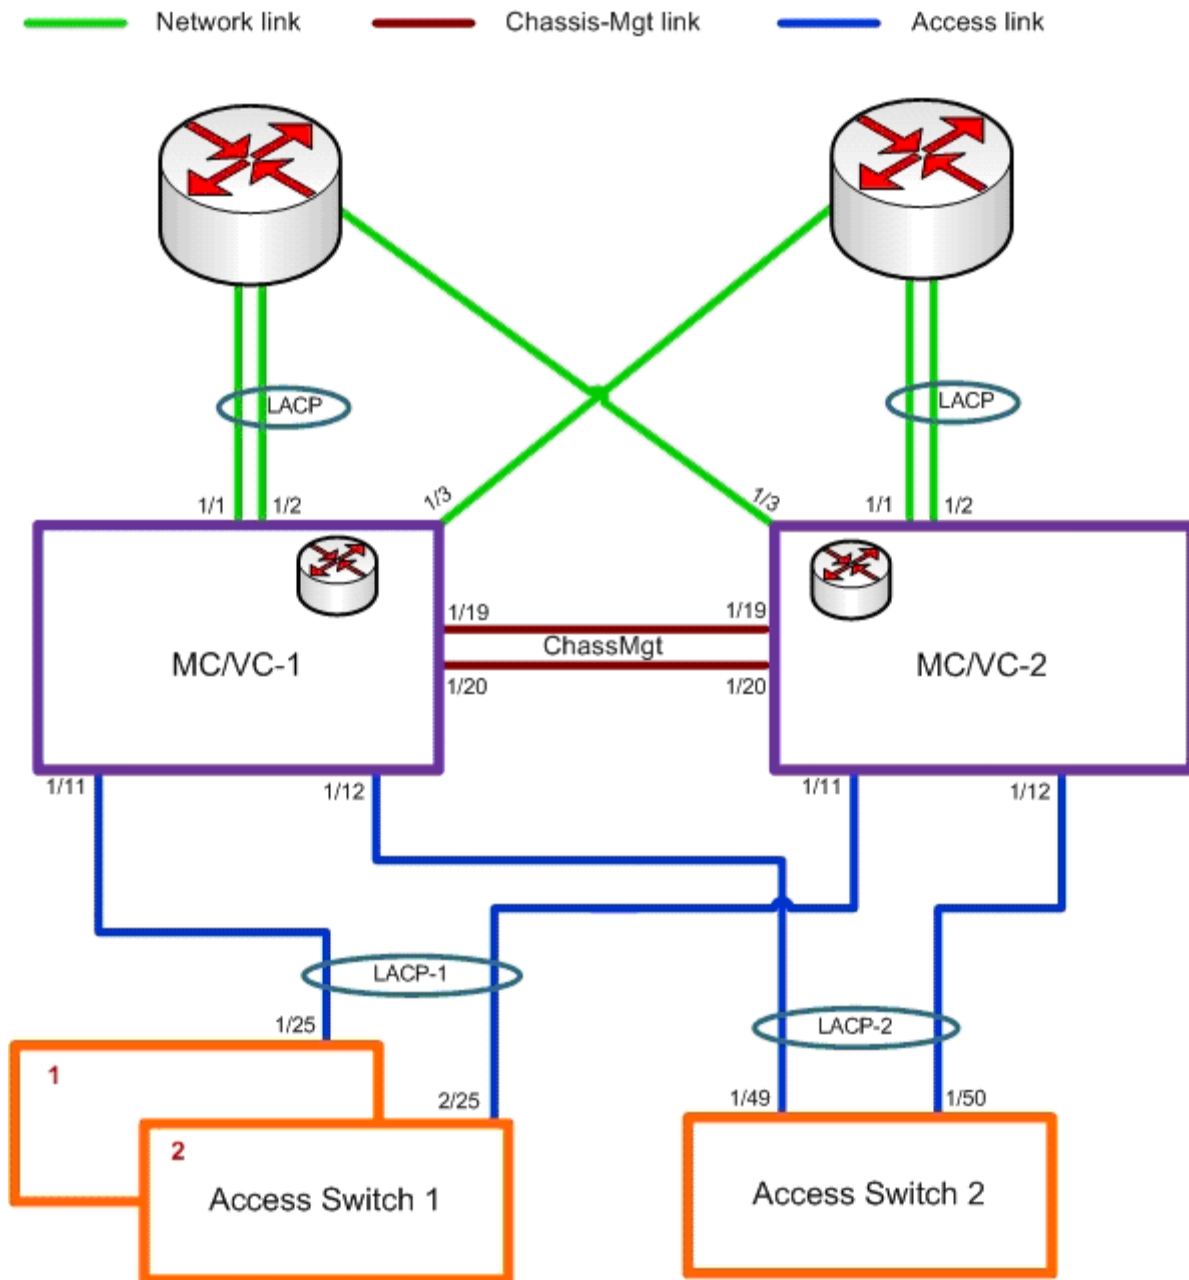 Network link Chassis-Mgt link Access link
LACP LACP
1/1 1/2 1/3 1/3 1/1 1/2
1/19 1/19
ChassMgt
MC/VC-1 MC/VC-2
1/20 1/20
1/11 1/12 1/11 1/12
LACP-1
1/25 LACP-2
1
2/25 1/49 1/50
2
Access Switch 1 Access Switch 2